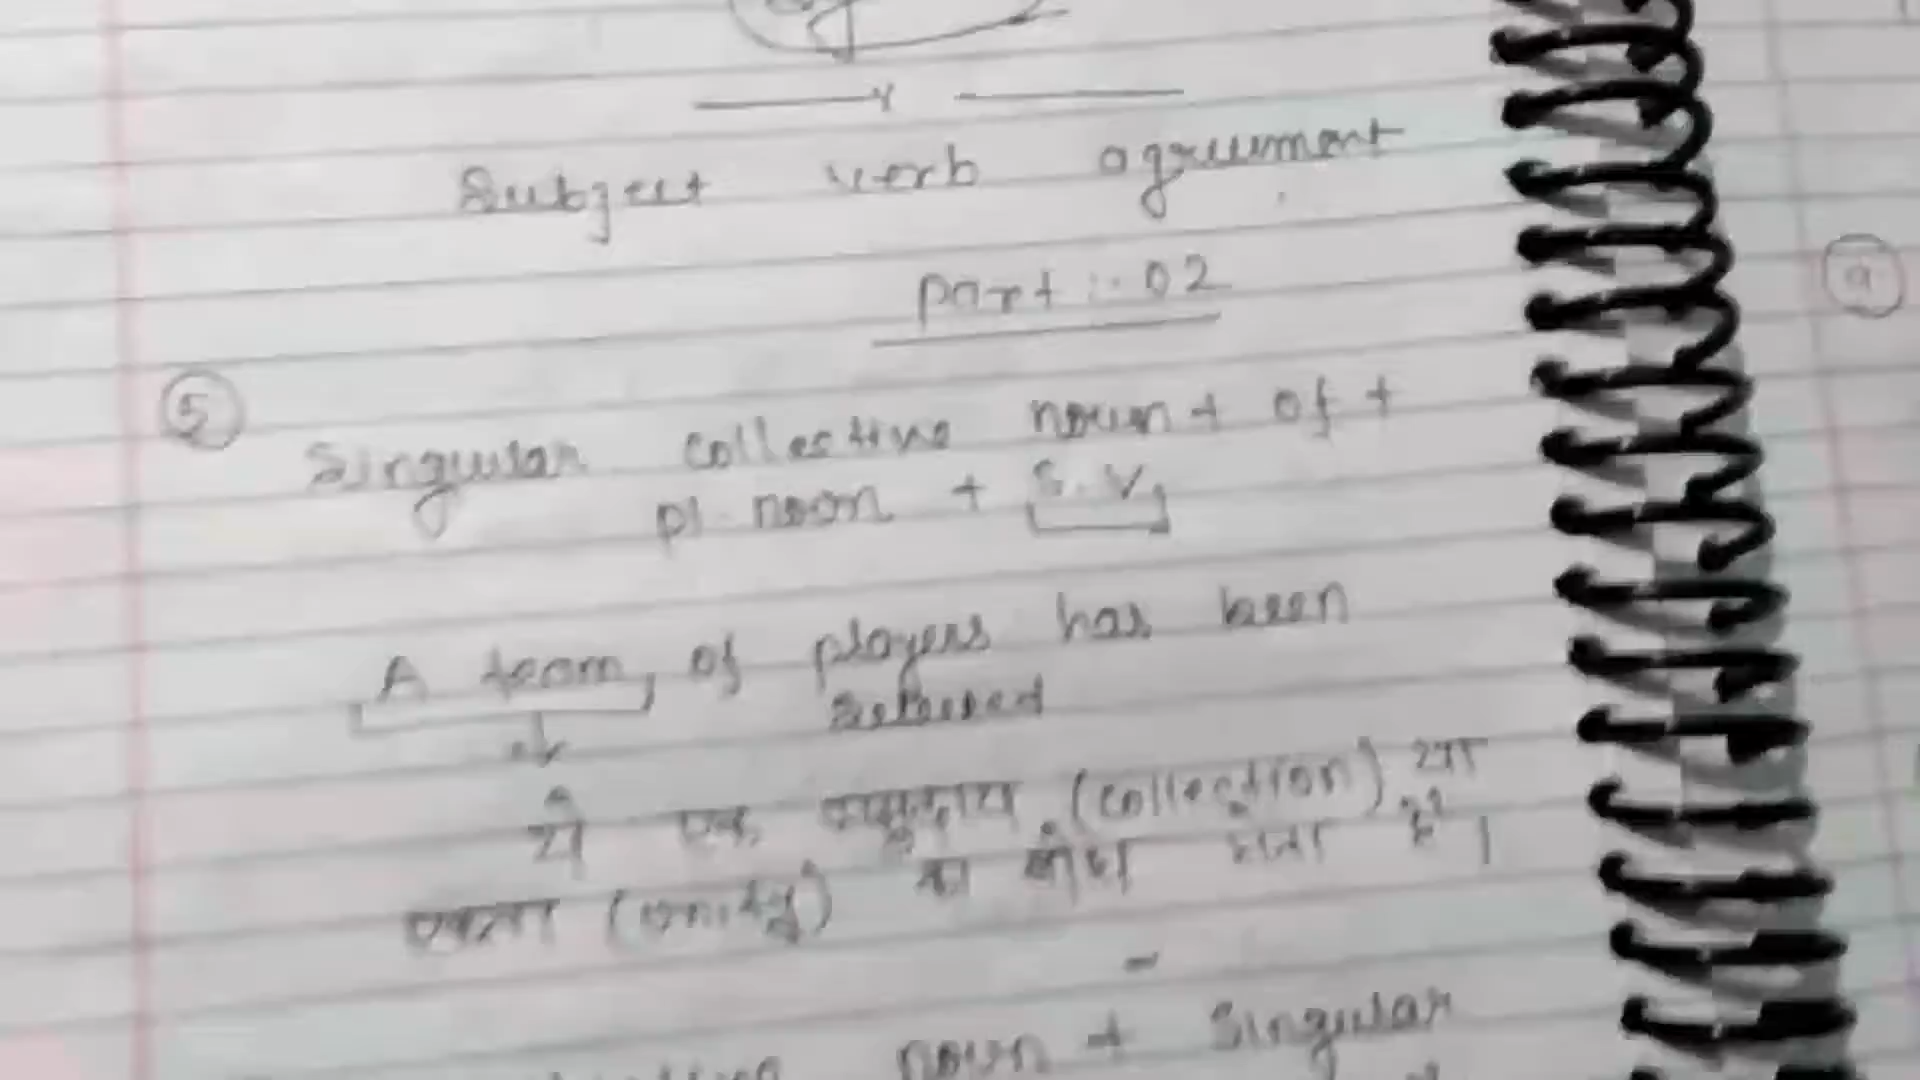 Subject verb agreement
Part :- 02
5
Singular collective noun + of +
pl. noun + S.V.
A team of players has been
selected
ये एक समुदाय (collection) या
एकता (unity) का बोध होता है।
noun + Singular
9